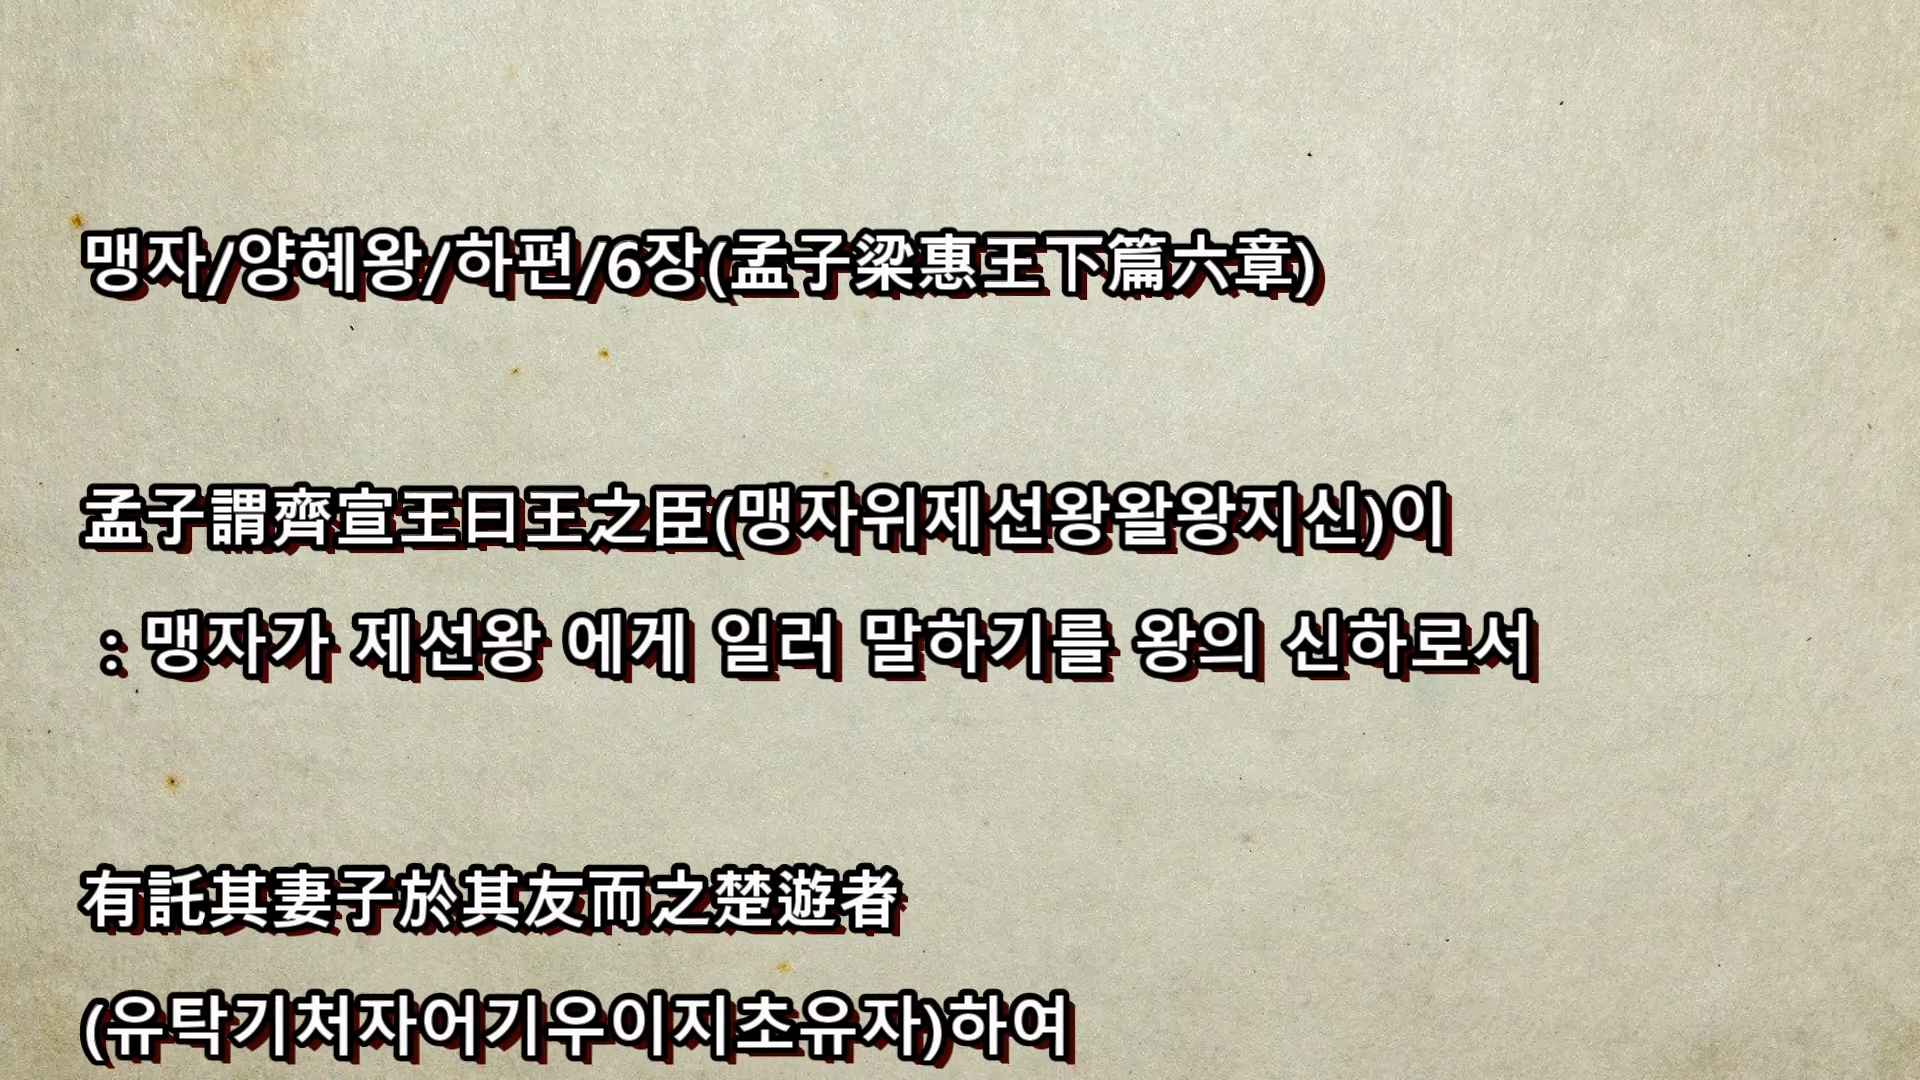 맹자/양혜왕/하편/6장(孟子梁惠王下篇六章)
孟子謂齊宣王曰王之臣(맹자위제선왕왈왕지신)이
: 맹자가 제선왕 에게 일러 말하기를 왕의 신하로서
有託其妻子於其友而之楚遊者
(유탁기처자어기우이지초유자)하여